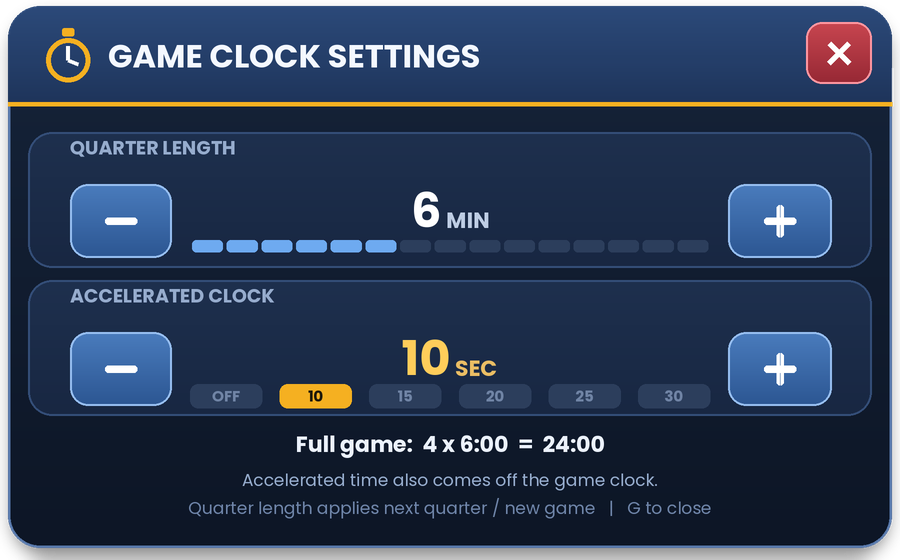 GAME CLOCK SETTINGS
QUARTER LENGTH
6 MIN
ACCELERATED CLOCK
10 SEC
OFF 10 15 20 25 30
Full game: 4 x 6:00 = 24:00
Accelerated time also comes off the game clock.
Quarter length applies next quarter / new game | G to close